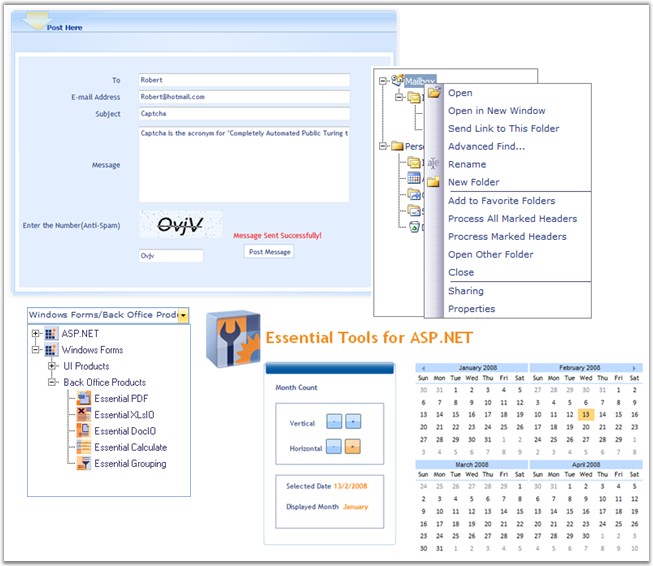 Post Here
To
Robert
E-mail Address
Robert@hotmail.com
Subject
Captcha
Message
Captcha is the acronym for "Completely Automated Public Turing t
Enter the Number(Anti-Spam)
OvjV
Message Sent Successfully!
Ovjv
Post Message
Mailbox
Perso
Open
Open in New Window
Send Link to This Folder
Advanced Find...
Rename
New Folder
Add to Favorite Folders
Process All Marked Headers
Procress Marked Headers
Open Other Folder
Close
Sharing
Properties
Windows Forms/Back Office Produ
ASP.NET
Windows Forms
UI Products
Back Office Products
Essential PDF
Essential XLsIO
Essential DocIO
Essential Calculate
Essential Grouping
Essential Tools for ASP.NET
Month Count
Vertical - +
Horizontal - +
Selected Date 13/2/2008
Displayed Month January
January 2008
Sun Mon Tue Wed Thu Fri Sat
30 31 1 2 3 4 5
6 7 8 9 10 11 12
13 14 15 16 17 18 19
20 21 22 23 24 25 26
27 28 29 30 31 1 2
3 4 5 6 7 8 9
February 2008
Sun Mon Tue Wed Thu Fri Sat
27 28 29 30 31 1 2
3 4 5 6 7 8 9
10 11 12 13 14 15 16
17 18 19 20 21 22 23
24 25 26 27 28 29 1
2 3 4 5 6 7 8
March 2008
Sun Mon Tue Wed Thu Fri Sat
24 25 26 27 28 29 1
2 3 4 5 6 7 8
9 10 11 12 13 14 15
16 17 18 19 20 21 22
23 24 25 26 27 28 29
30 31 1 2 3 4 5
April 2008
Sun Mon Tue Wed Thu Fri Sat
30 31 1 2 3 4 5
6 7 8 9 10 11 12
13 14 15 16 17 18 19
20 21 22 23 24 25 26
27 28 29 30 1 2 3
4 5 6 7 8 9 10